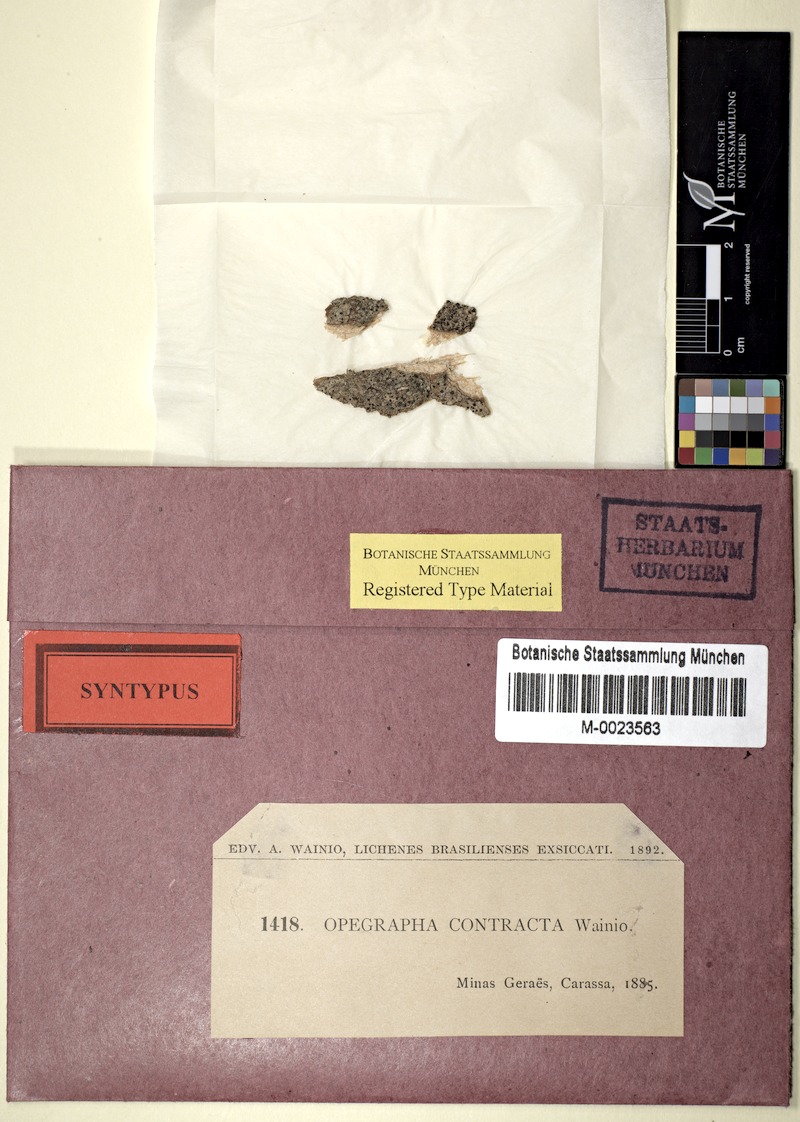 BOTANISCHE
STAATSSAMMLUNG
MÜNCHEN
0 1 2
cm
copyright reserved
BOTANISCHE STAATSSAMMLUNG
MÜNCHEN
Registered Type Material
STAATS-
HERBARIUM
MÜNCHEN
SYNTYPUS
Botanische Staatssammlung München
M-0023563
EDV. A. WAINIO, LICHENES BRASILIENSES EXSICCATI. 1892.
1418. OPEGRAPHA CONTRACTA Wainio.
Minas Geraës, Carassa, 1885.